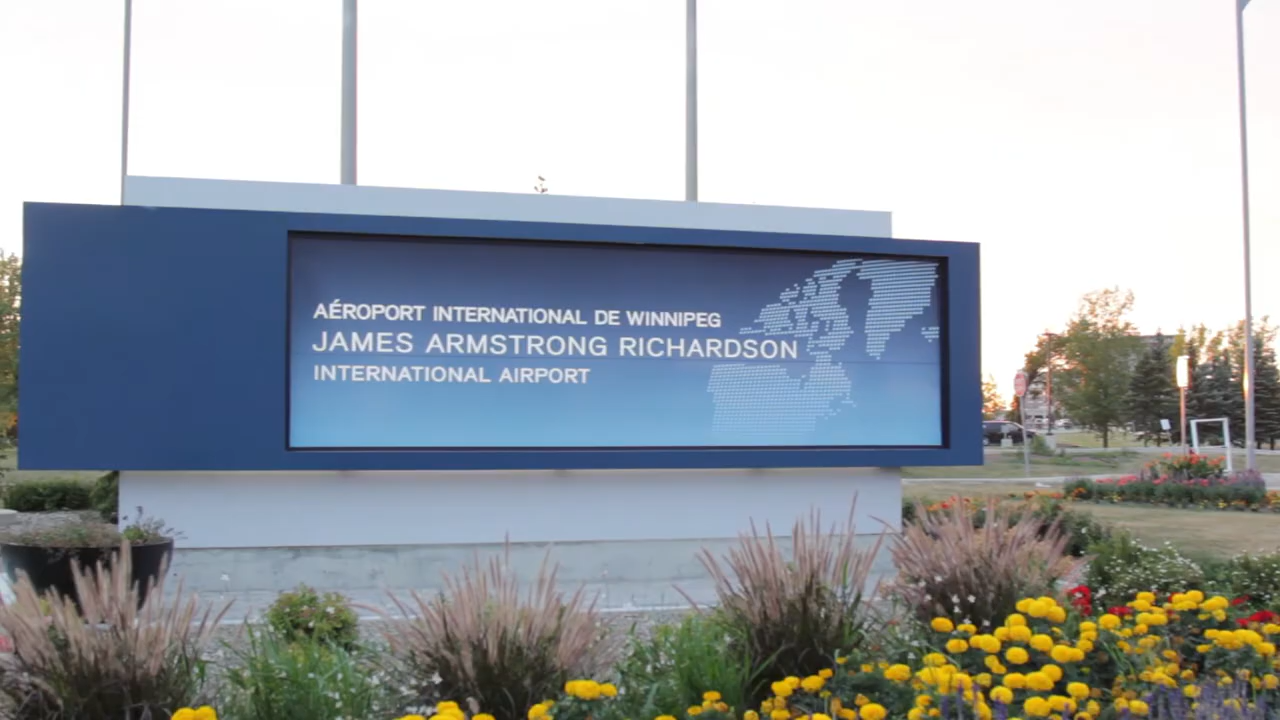 AÉROPORT INTERNATIONAL DE WINNIPEG
JAMES ARMSTRONG RICHARDSON
INTERNATIONAL AIRPORT